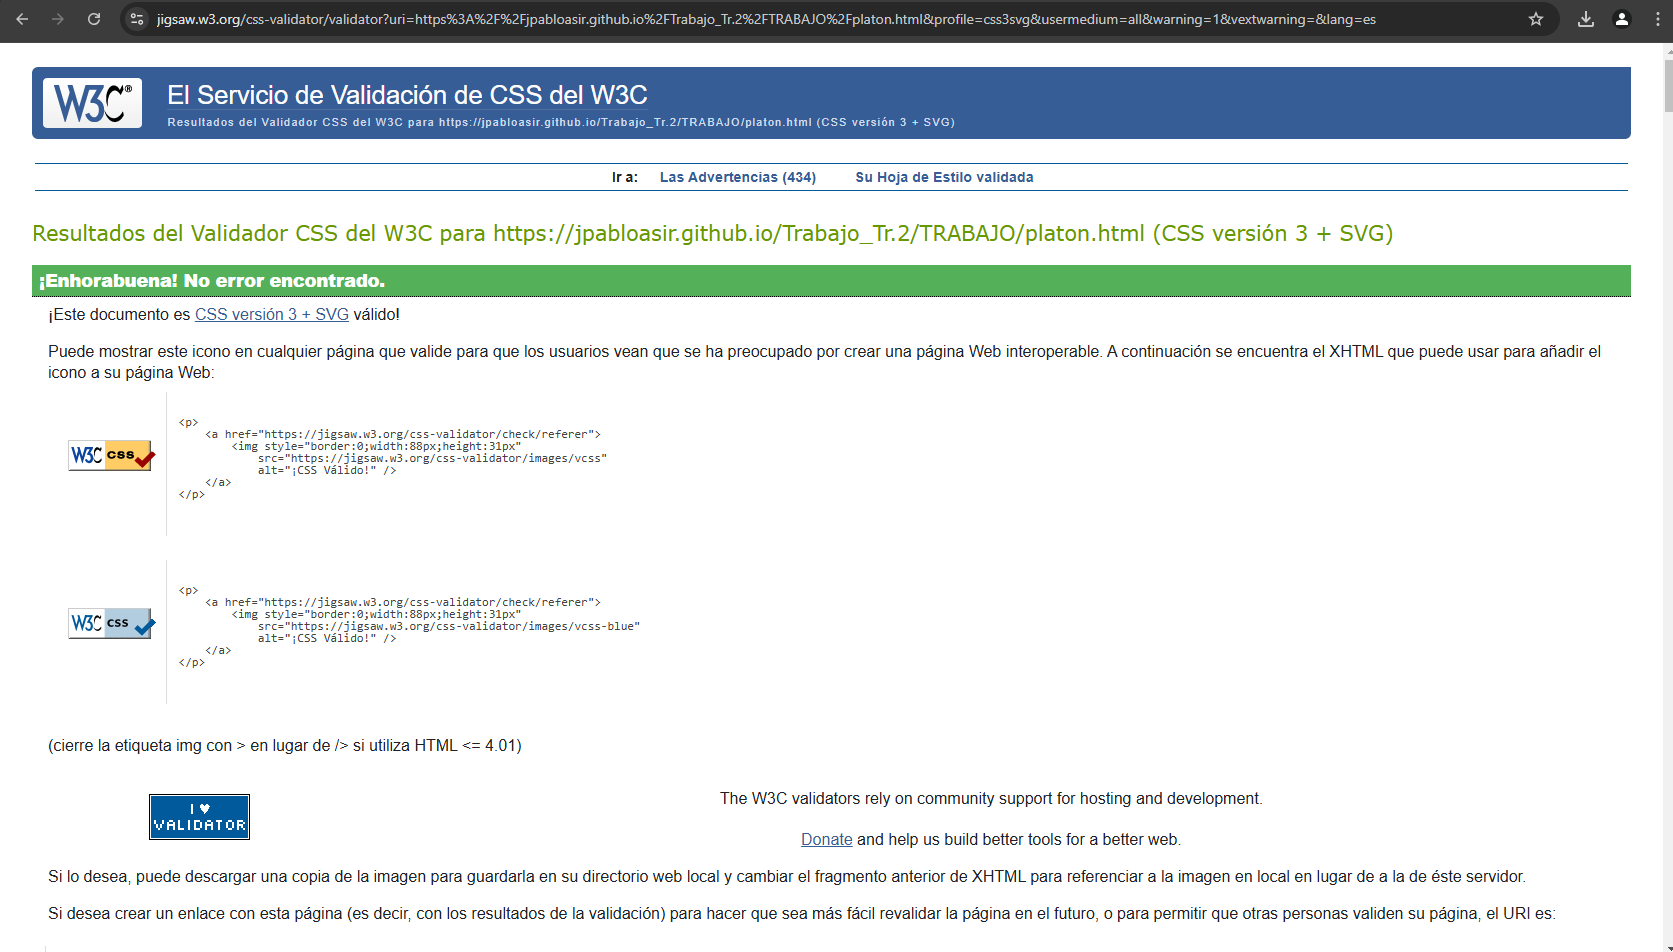 jigsaw.w3.org/css-validator/validator?uri=https%3A%2F%2Fjpabloasir.github.io%2FTrabajo_Tr.2%2FTRABAJO%2Fplaton.html&profile=css3svg&usermedium=all&warning=1&vextwarning=&lang=es
W3C®
El Servicio de Validación de CSS del W3C
Resultados del Validador CSS del W3C para https://jpabloasir.github.io/Trabajo_Tr.2/TRABAJO/platon.html (CSS versión 3 + SVG)
Ir a: Las Advertencias (434) Su Hoja de Estilo validada
Resultados del Validador CSS del W3C para https://jpabloasir.github.io/Trabajo_Tr.2/TRABAJO/platon.html (CSS versión 3 + SVG)
¡Enhorabuena! No error encontrado.
¡Este documento es CSS versión 3 + SVG válido!
Puede mostrar este icono en cualquier página que valide para que los usuarios vean que se ha preocupado por crear una página Web interoperable. A continuación se encuentra el XHTML que puede usar para añadir el
icono a su página Web:
W3C css
<p>
<a href="https://jigsaw.w3.org/css-validator/check/referer">
<img style="border:0;width:88px;height:31px"
src="https://jigsaw.w3.org/css-validator/images/vcss"
alt="¡CSS Válido!" />
</a>
</p>
W3C css
<p>
<a href="https://jigsaw.w3.org/css-validator/check/referer">
<img style="border:0;width:88px;height:31px"
src="https://jigsaw.w3.org/css-validator/images/vcss-blue"
alt="¡CSS Válido!" />
</a>
</p>
(cierre la etiqueta img con > en lugar de /> si utiliza HTML <= 4.01)
I ♥
VALIDATOR
The W3C validators rely on community support for hosting and development.
Donate and help us build better tools for a better web.
Si lo desea, puede descargar una copia de la imagen para guardarla en su directorio web local y cambiar el fragmento anterior de XHTML para referenciar a la imagen en local en lugar de a la de éste servidor.
Si desea crear un enlace con esta página (es decir, con los resultados de la validación) para hacer que sea más fácil revalidar la página en el futuro, o para permitir que otras personas validen su página, el URI es: